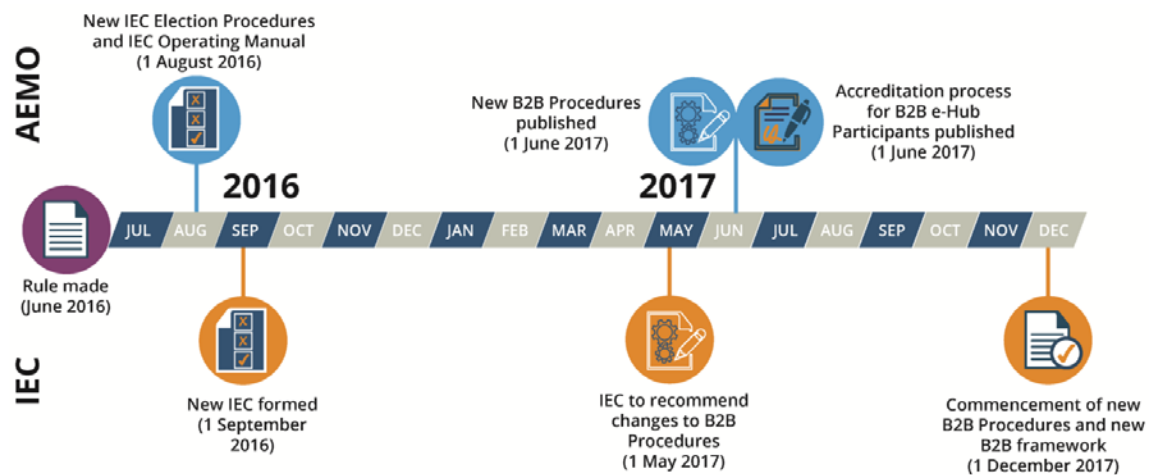 AEMO
New IEC Election Procedures
and IEC Operating Manual
(1 August 2016)
New B2B Procedures
published
(1 June 2017)
Accreditation process
for B2B e-Hub
Participants published
(1 June 2017)
2016
2017
JUL AUG SEP OCT NOV DEC JAN FEB MAR APR MAY JUN JUL AUG SEP OCT NOV DEC
Rule made
(June 2016)
IEC
New IEC formed
(1 September
2016)
IEC to recommend
changes to B2B
Procedures
(1 May 2017)
Commencement of new
B2B Procedures and new
B2B framework
(1 December 2017)